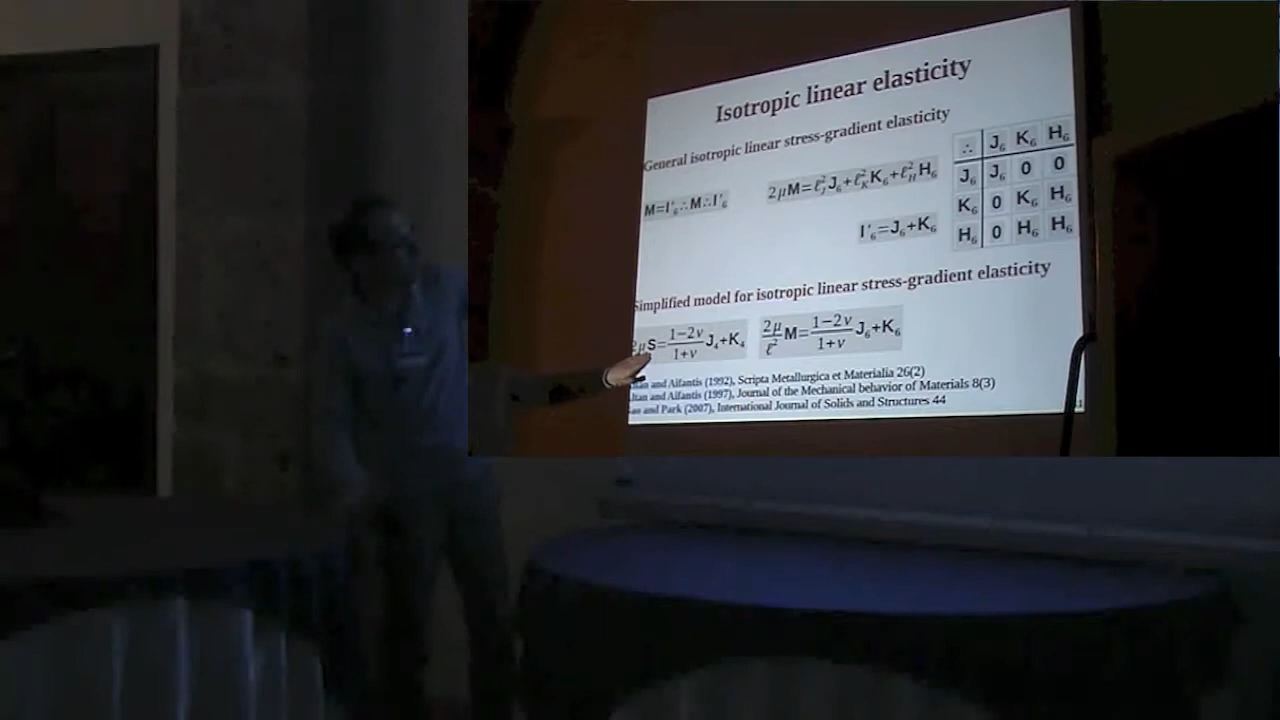 Isotropic linear elasticity
General isotropic linear stress-gradient elasticity
M=I'₆∴M∴I'₆
2μM=ℓ²_J J₆+ℓ²_K K₆+ℓ²_H H₆
I'₆=J₆+K₆
∴ J₆ K₆ H₆
J₆ J₆ 0 0
K₆ 0 K₆ H₆
H₆ 0 H₆ H₆
Simplified model for isotropic linear stress-gradient elasticity
2μS=(1−2ν)/(1+ν) J₄+K₄
2μ/ℓ² M=(1−2ν)/(1+ν) J₆+K₆
and Aifantis (1992), Scripta Metallurgica et Materialia 26(2)
and Aifantis (1997), Journal of the Mechanical behavior of Materials 8(3)
and Park (2007), International Journal of Solids and Structures 44